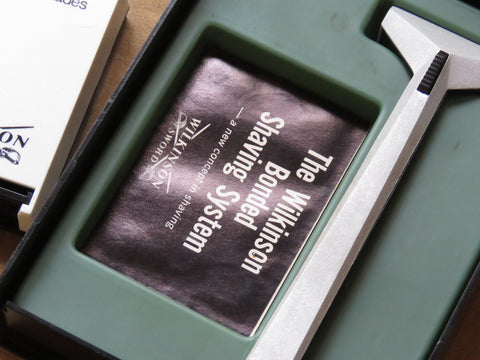 The Wilkinson
Bonded
Shaving System
—a new concept in shaving
WILKINSON
SWORD